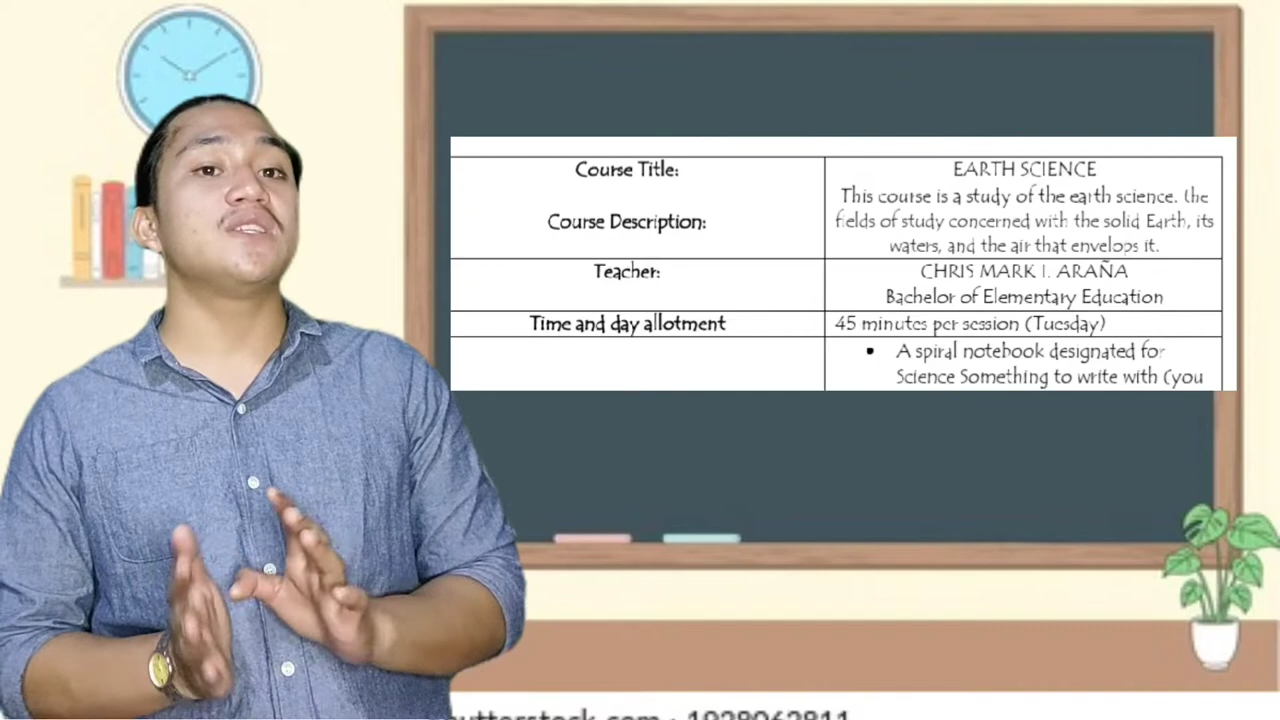 Course Title:
EARTH SCIENCE
Course Description:
This course is a study of the earth science. the
fields of study concerned with the solid Earth, its
waters, and the air that envelops it.
Teacher:
CHRIS MARK I. ARAÑA
Bachelor of Elementary Education
Time and day allotment
45 minutes per session (Tuesday)
• A spiral notebook designated for
Science Something to write with (you